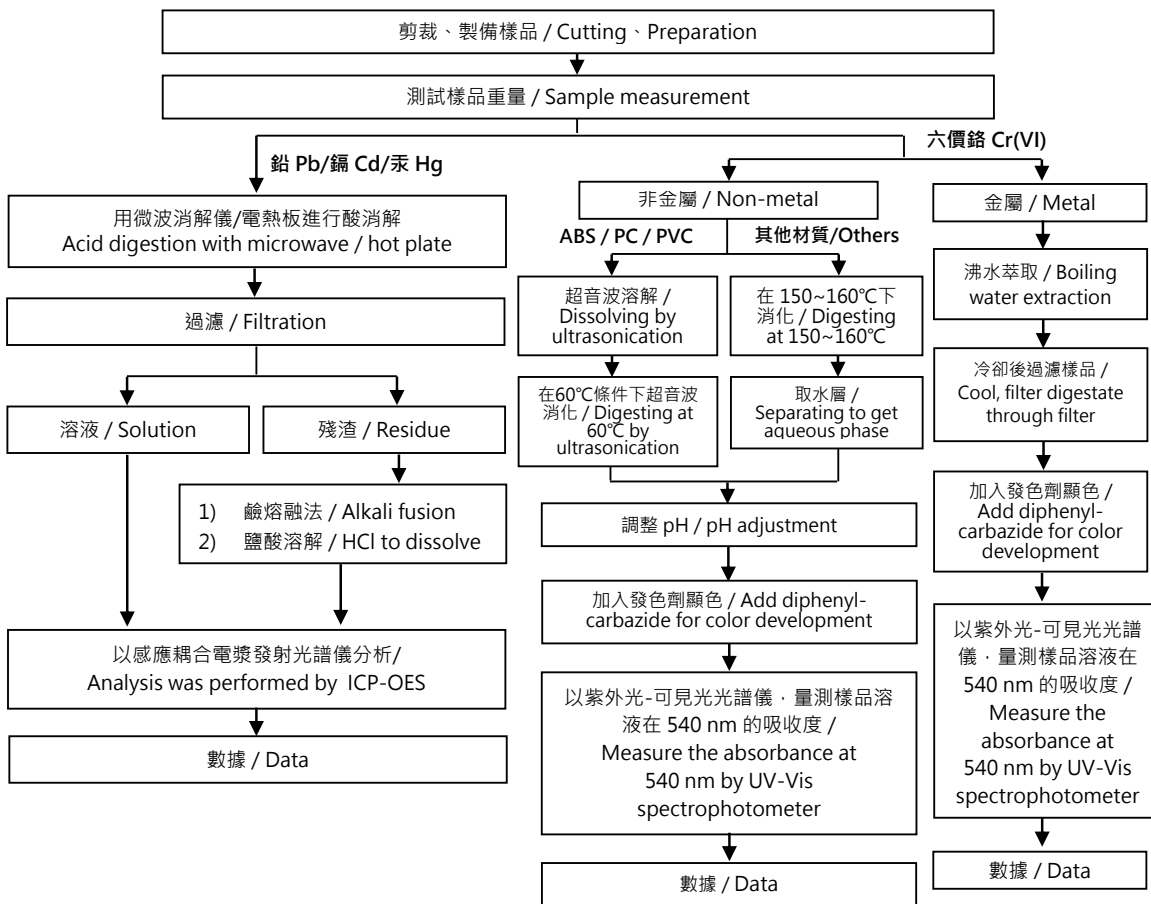 剪裁、製備樣品 / Cutting、Preparation
測試樣品重量 / Sample measurement
鉛 Pb/鎘 Cd/汞 Hg
六價鉻 Cr(VI)
用微波消解儀/電熱板進行酸消解
Acid digestion with microwave / hot plate
過濾 / Filtration
溶液 / Solution
殘渣 / Residue
1) 鹼熔融法 / Alkali fusion
2) 鹽酸溶解 / HCl to dissolve
以感應耦合電漿發射光譜儀分析/
Analysis was performed by ICP-OES
數據 / Data
非金屬 / Non-metal
ABS / PC / PVC
其他材質/Others
超音波溶解 /
Dissolving by
ultrasonication
在60℃條件下超音波
消化 / Digesting at
60℃ by
ultrasonication
在 150~160℃下
消化 / Digesting
at 150~160℃
取水層 /
Separating to get
aqueous phase
調整 pH / pH adjustment
加入發色劑顯色 / Add diphenyl-
carbazide for color development
以紫外光-可見光光譜儀，量測樣品溶
液在 540 nm 的吸收度 /
Measure the absorbance at
540 nm by UV-Vis
spectrophotometer
數據 / Data
金屬 / Metal
沸水萃取 / Boiling
water extraction
冷卻後過濾樣品 /
Cool, filter digestate
through filter
加入發色劑顯色 /
Add diphenyl-
carbazide for color
development
以紫外光-可見光光譜
儀，量測樣品溶液在
540 nm 的吸收度 /
Measure the
absorbance at
540 nm by UV-Vis
spectrophotometer
數據 / Data